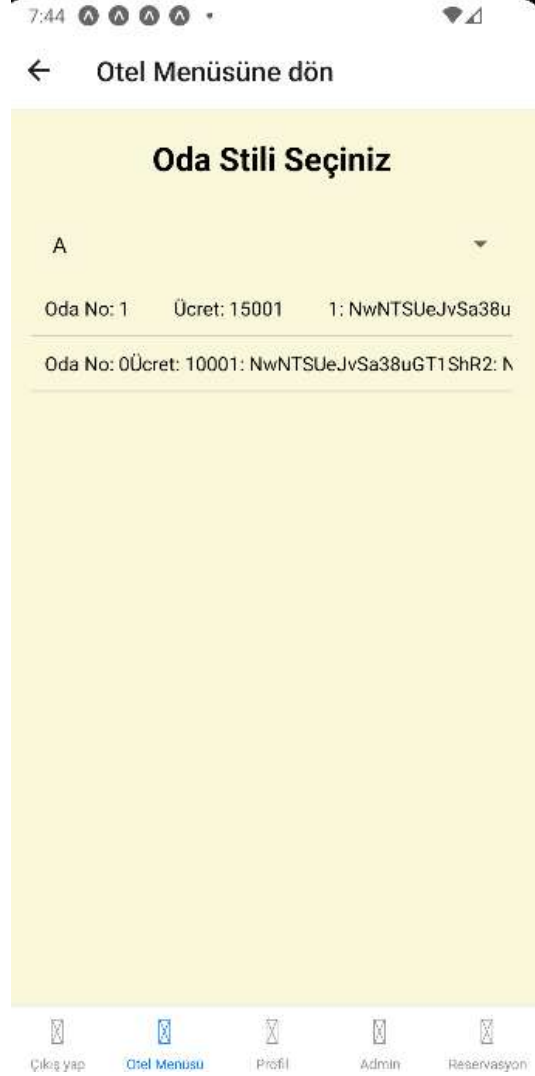 7:44
Otel Menüsüne dön
Oda Stili Seçiniz
A
Oda No: 1 Ücret: 15001 1: NwNTSUeJvSa38u
Oda No: 0Ücret: 10001: NwNTSUeJvSa38uGT1ShR2: N
Çıkış yap Otel Menüsü Profil Admin Reservasyon